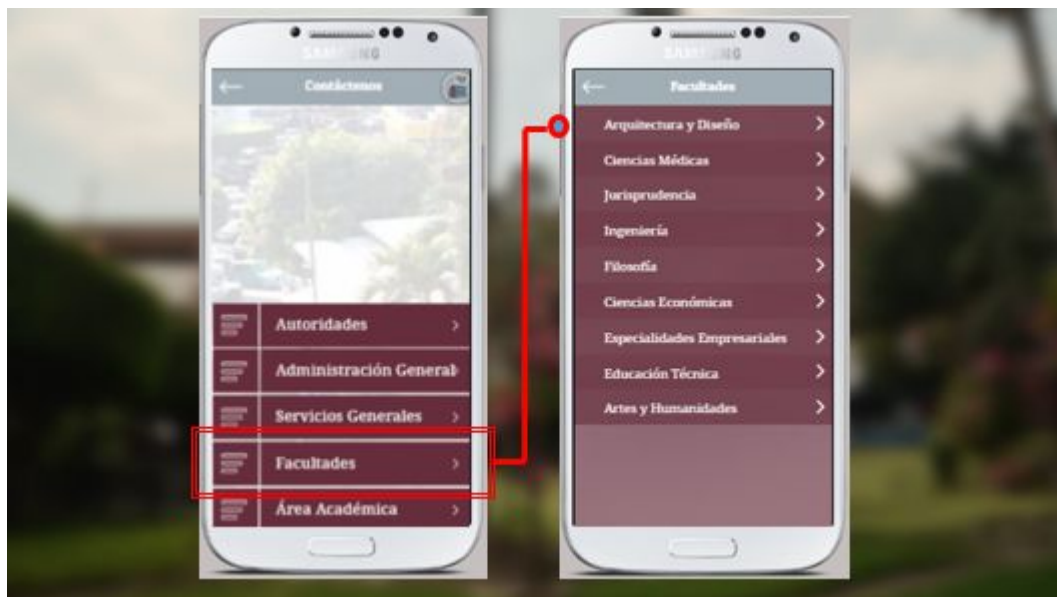 SAMSUNG
Contáctenos
Autoridades
Administración General
Servicios Generales
Facultades
Área Académica
SAMSUNG
Facultades
Arquitectura y Diseño
Ciencias Médicas
Jurisprudencia
Ingeniería
Filosofía
Ciencias Económicas
Especialidades Empresariales
Educación Técnica
Artes y Humanidades